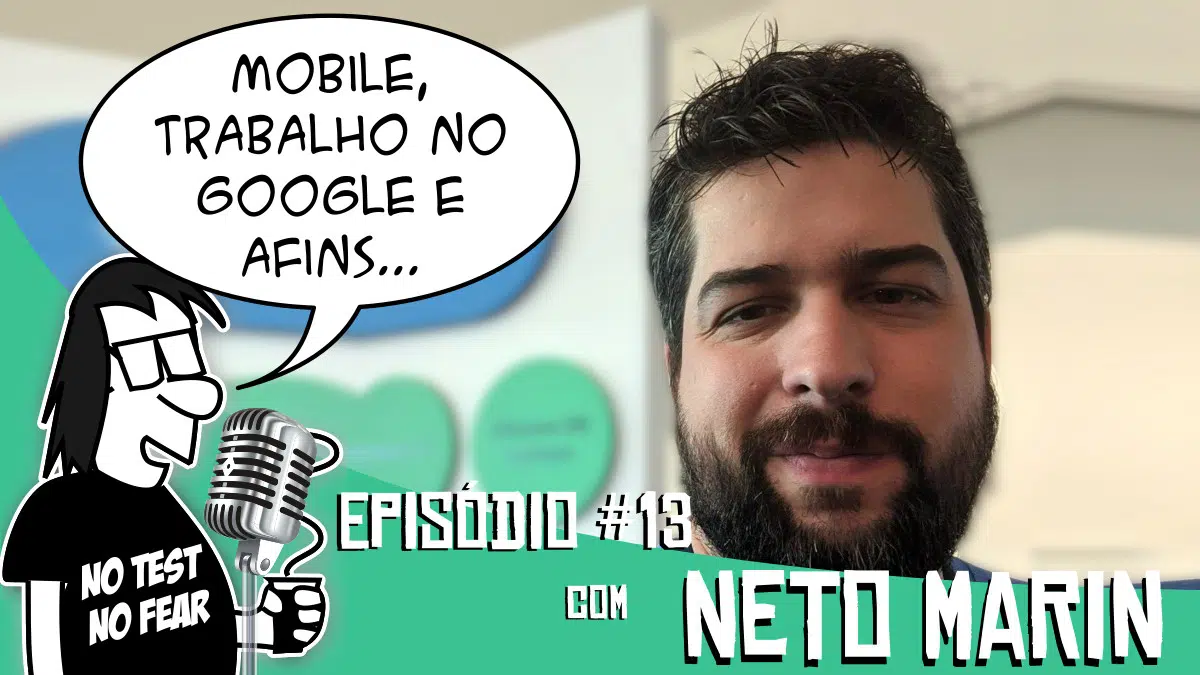 MOBILE,
TRABALHO NO
GOOGLE E
AFINS...
EPISÓDIO #13
COM
NETO MARIN
NO TEST
NO FEAR